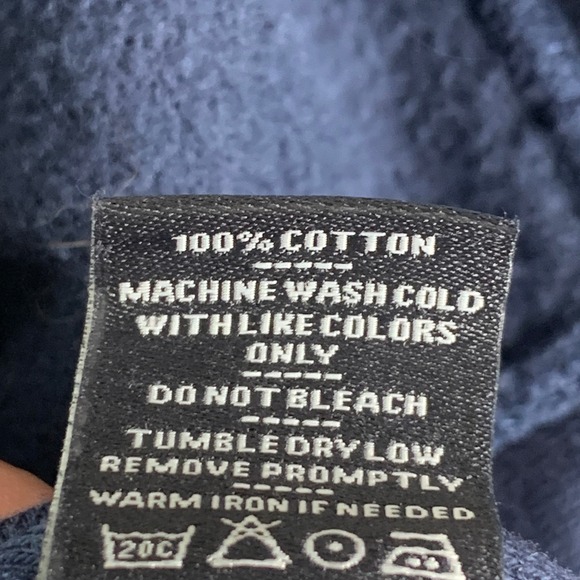 100% COTTON
MACHINE WASH COLD
WITH LIKE COLORS
ONLY
DO NOT BLEACH
TUMBLE DRY LOW
REMOVE PROMPTLY
WARM IRON IF NEEDED
20C